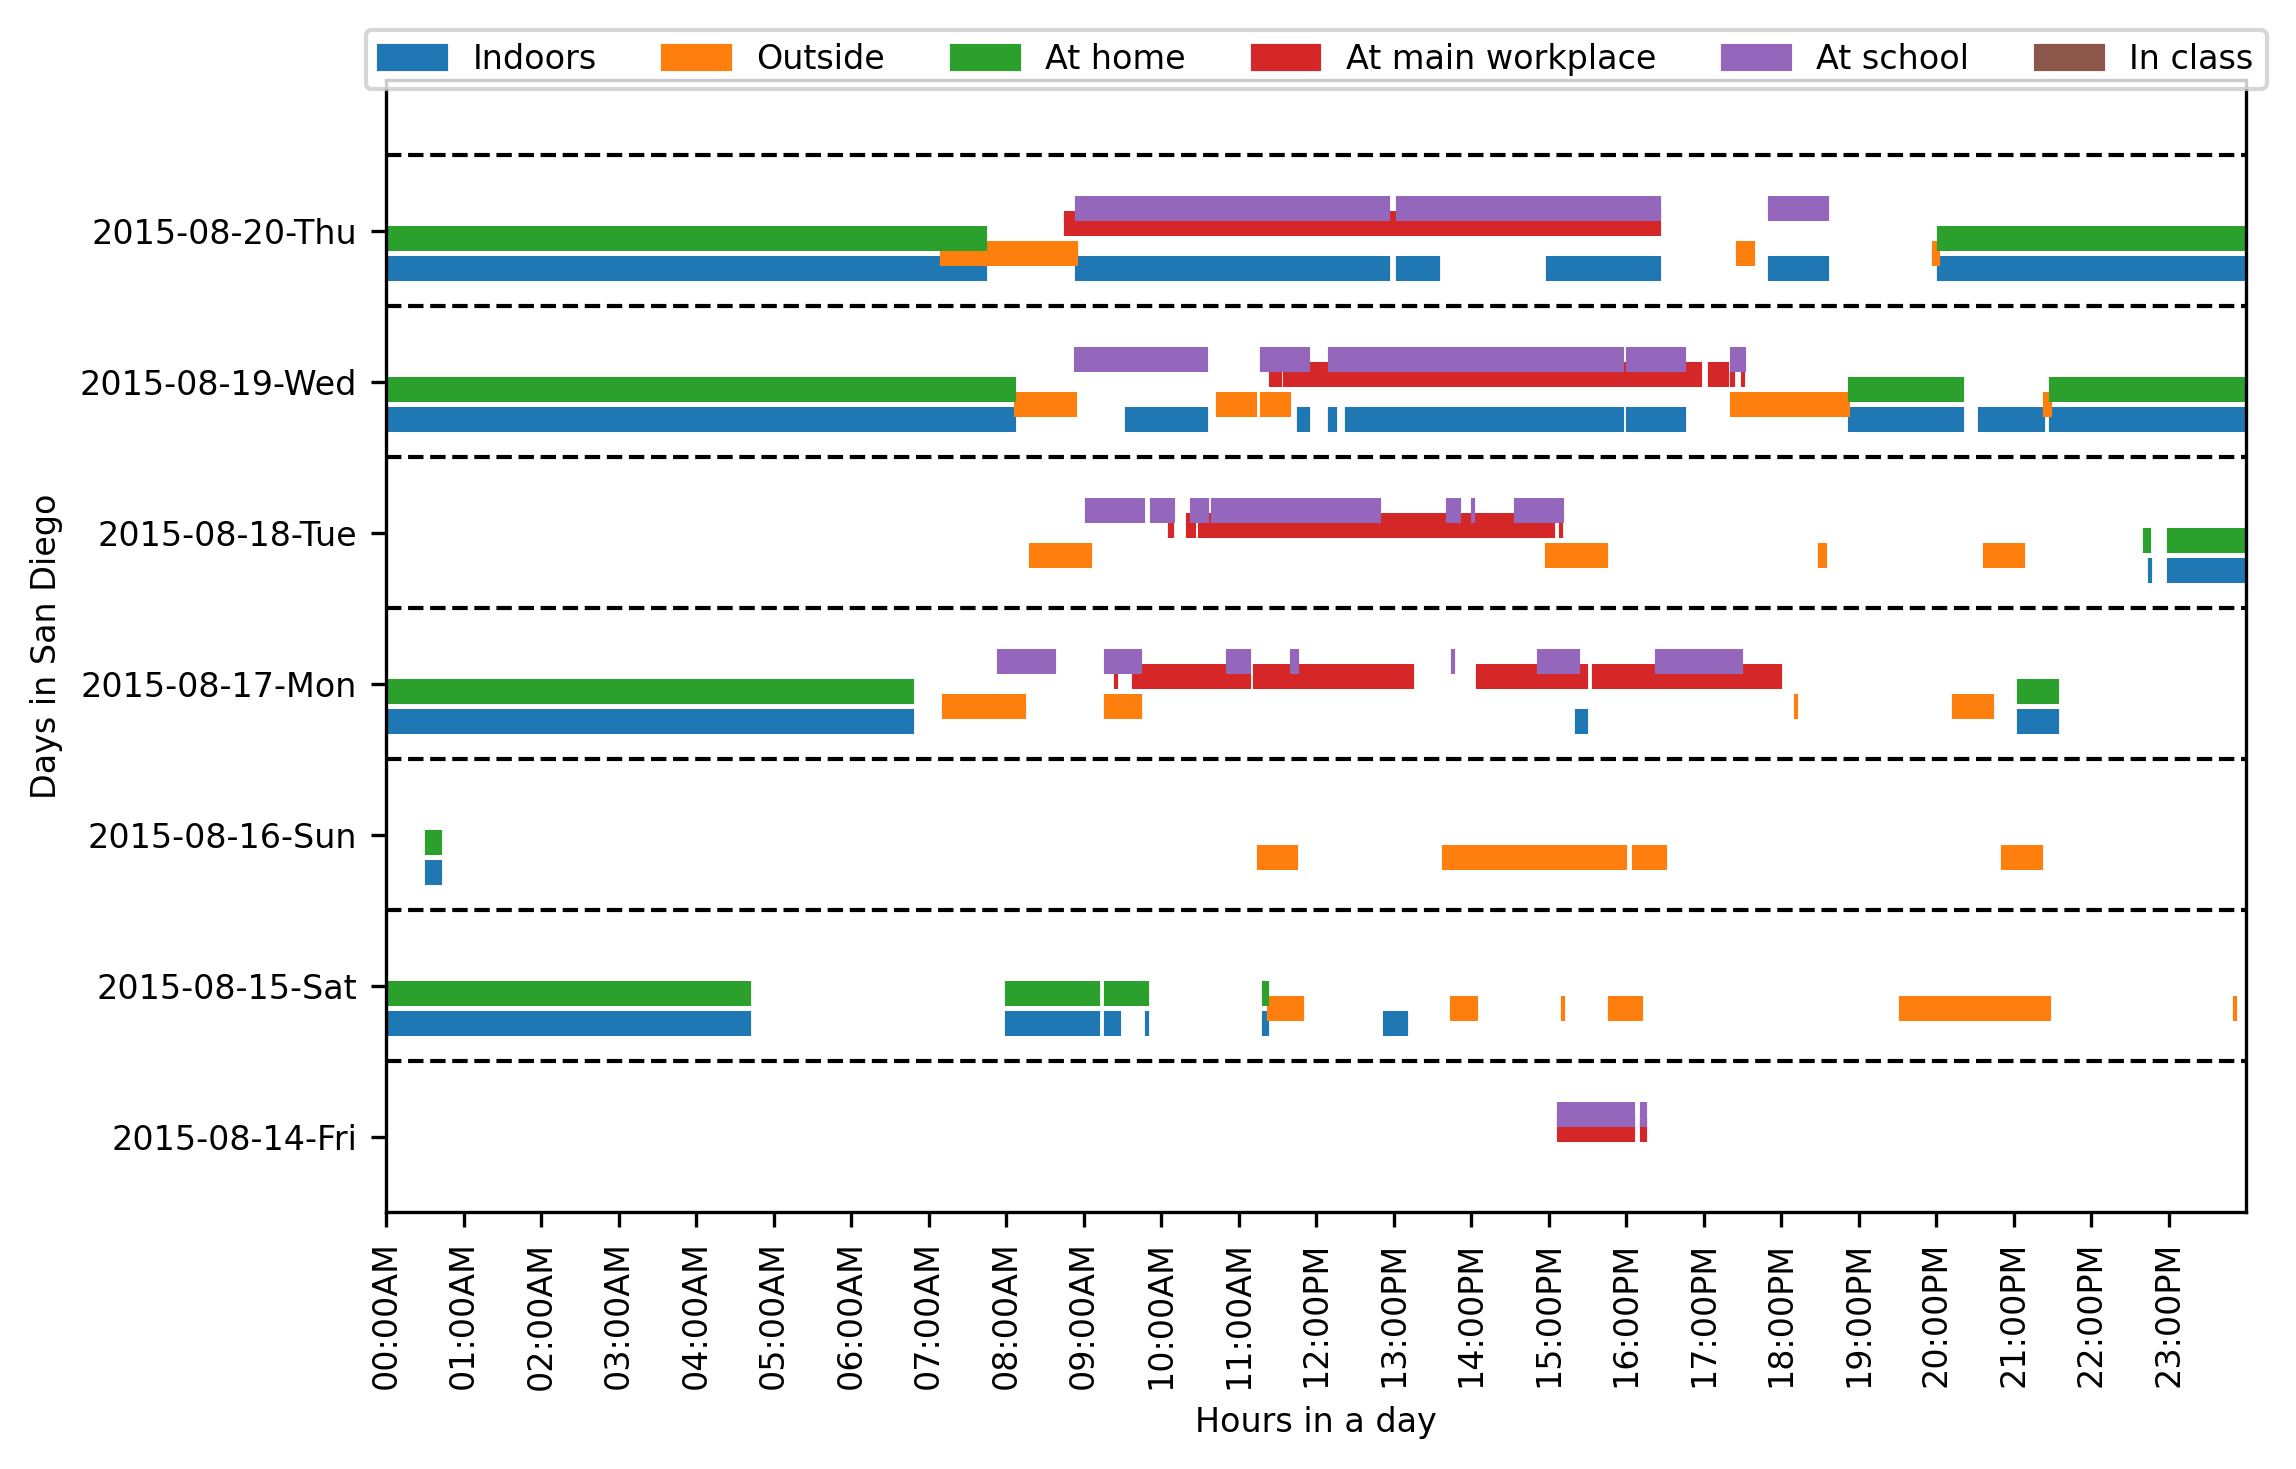 Indoors Outside At home At main workplace At school In class
2015-08-20-Thu
2015-08-19-Wed
2015-08-18-Tue
2015-08-17-Mon
2015-08-16-Sun
2015-08-15-Sat
2015-08-14-Fri
Days in San Diego
00:00AM
01:00AM
02:00AM
03:00AM
04:00AM
05:00AM
06:00AM
07:00AM
08:00AM
09:00AM
10:00AM
11:00AM
12:00PM
13:00PM
14:00PM
15:00PM
16:00PM
17:00PM
18:00PM
19:00PM
20:00PM
21:00PM
22:00PM
23:00PM
Hours in a day